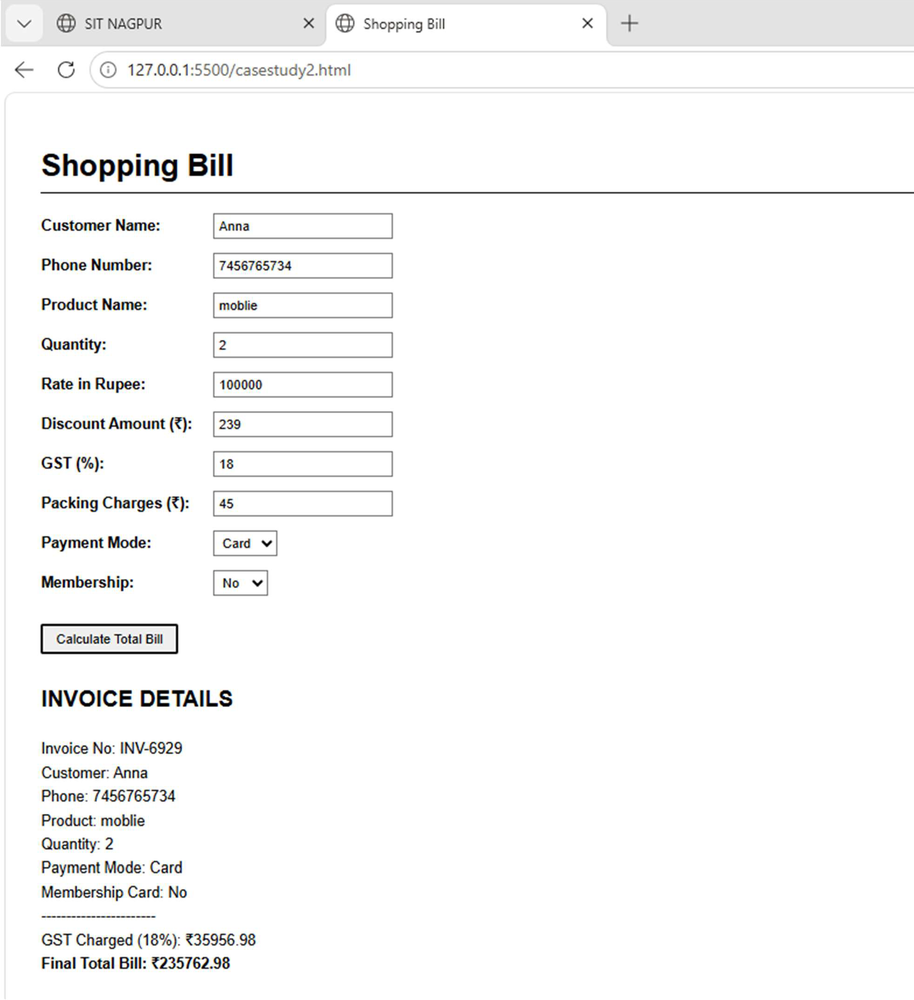 SIT NAGPUR
Shopping Bill
127.0.0.1:5500/casestudy2.html
Shopping Bill
Customer Name: Anna
Phone Number: 7456765734
Product Name: moblie
Quantity: 2
Rate in Rupee: 100000
Discount Amount (₹): 239
GST (%): 18
Packing Charges (₹): 45
Payment Mode: Card
Membership: No
Calculate Total Bill
INVOICE DETAILS
Invoice No: INV-6929
Customer: Anna
Phone: 7456765734
Product: moblie
Quantity: 2
Payment Mode: Card
Membership Card: No
-----------------------
GST Charged (18%): ₹35956.98
Final Total Bill: ₹235762.98